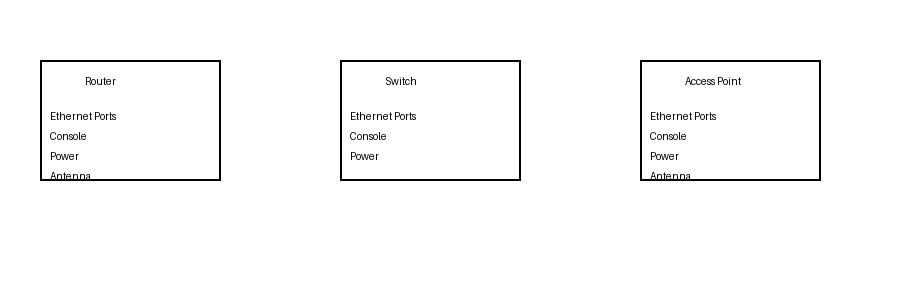 Router
Ethernet Ports
Console
Power
Antenna
Switch
Ethernet Ports
Console
Power
Access Point
Ethernet Ports
Console
Power
Antenna